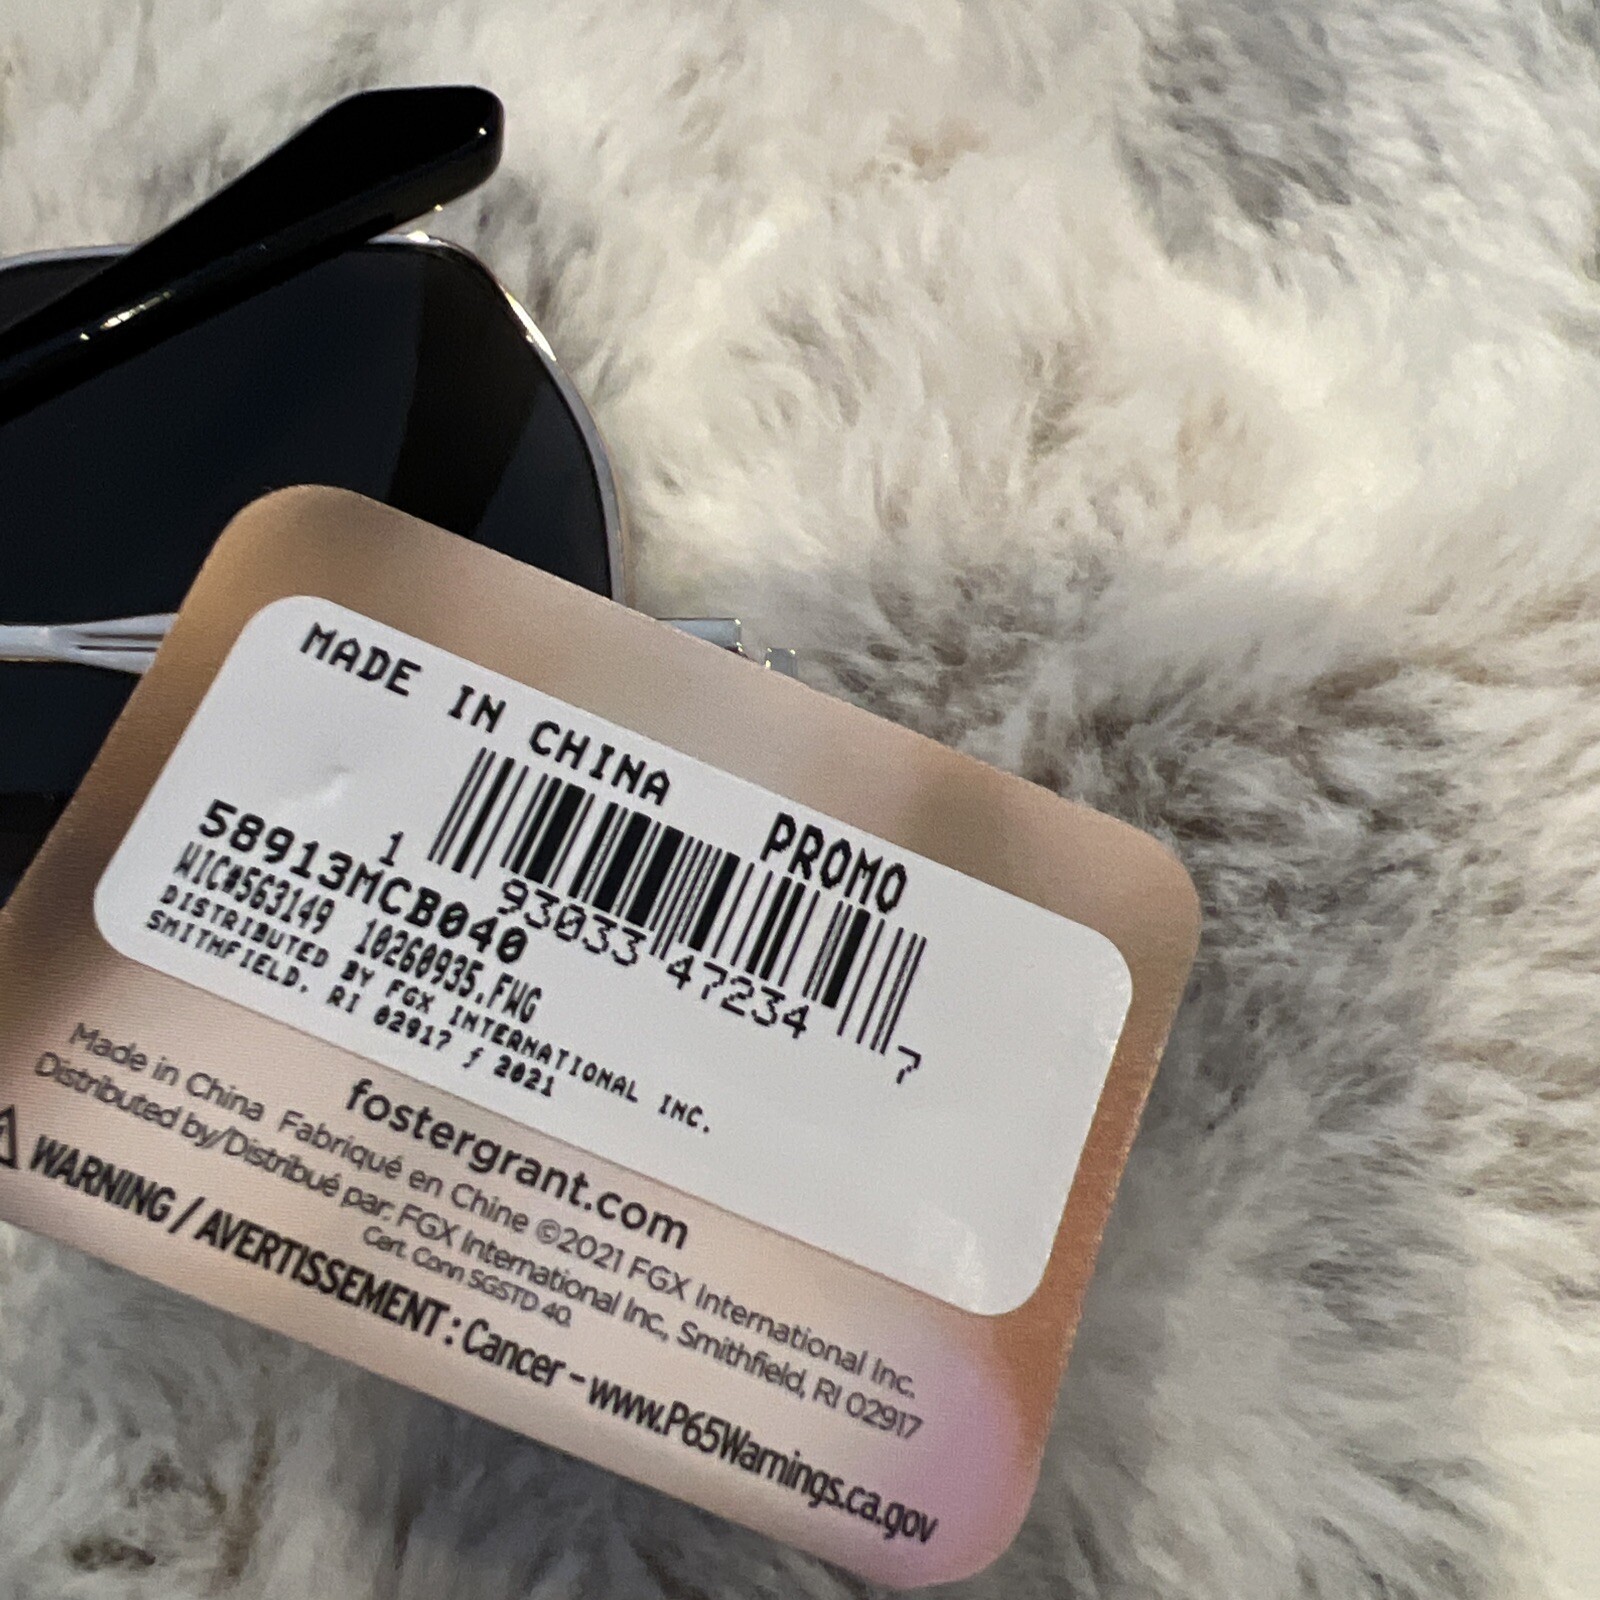 MADE IN CHINA
PROMO
1 93033 47234 7
58913MCB040
WIC#563149 10260935.FWG
DISTRIBUTED BY FGX INTERNATIONAL INC.
SMITHFIELD, RI 02917 ƒ 2021
fostergrant.com
Made in China Fabriqué en Chine ©2021 FGX International Inc.
Distributed by/Distribué par: FGX International Inc., Smithfield, RI 02917
Cert. Conn SGSTD 40.
WARNING / AVERTISSEMENT : Cancer - www.P65Warnings.ca.gov